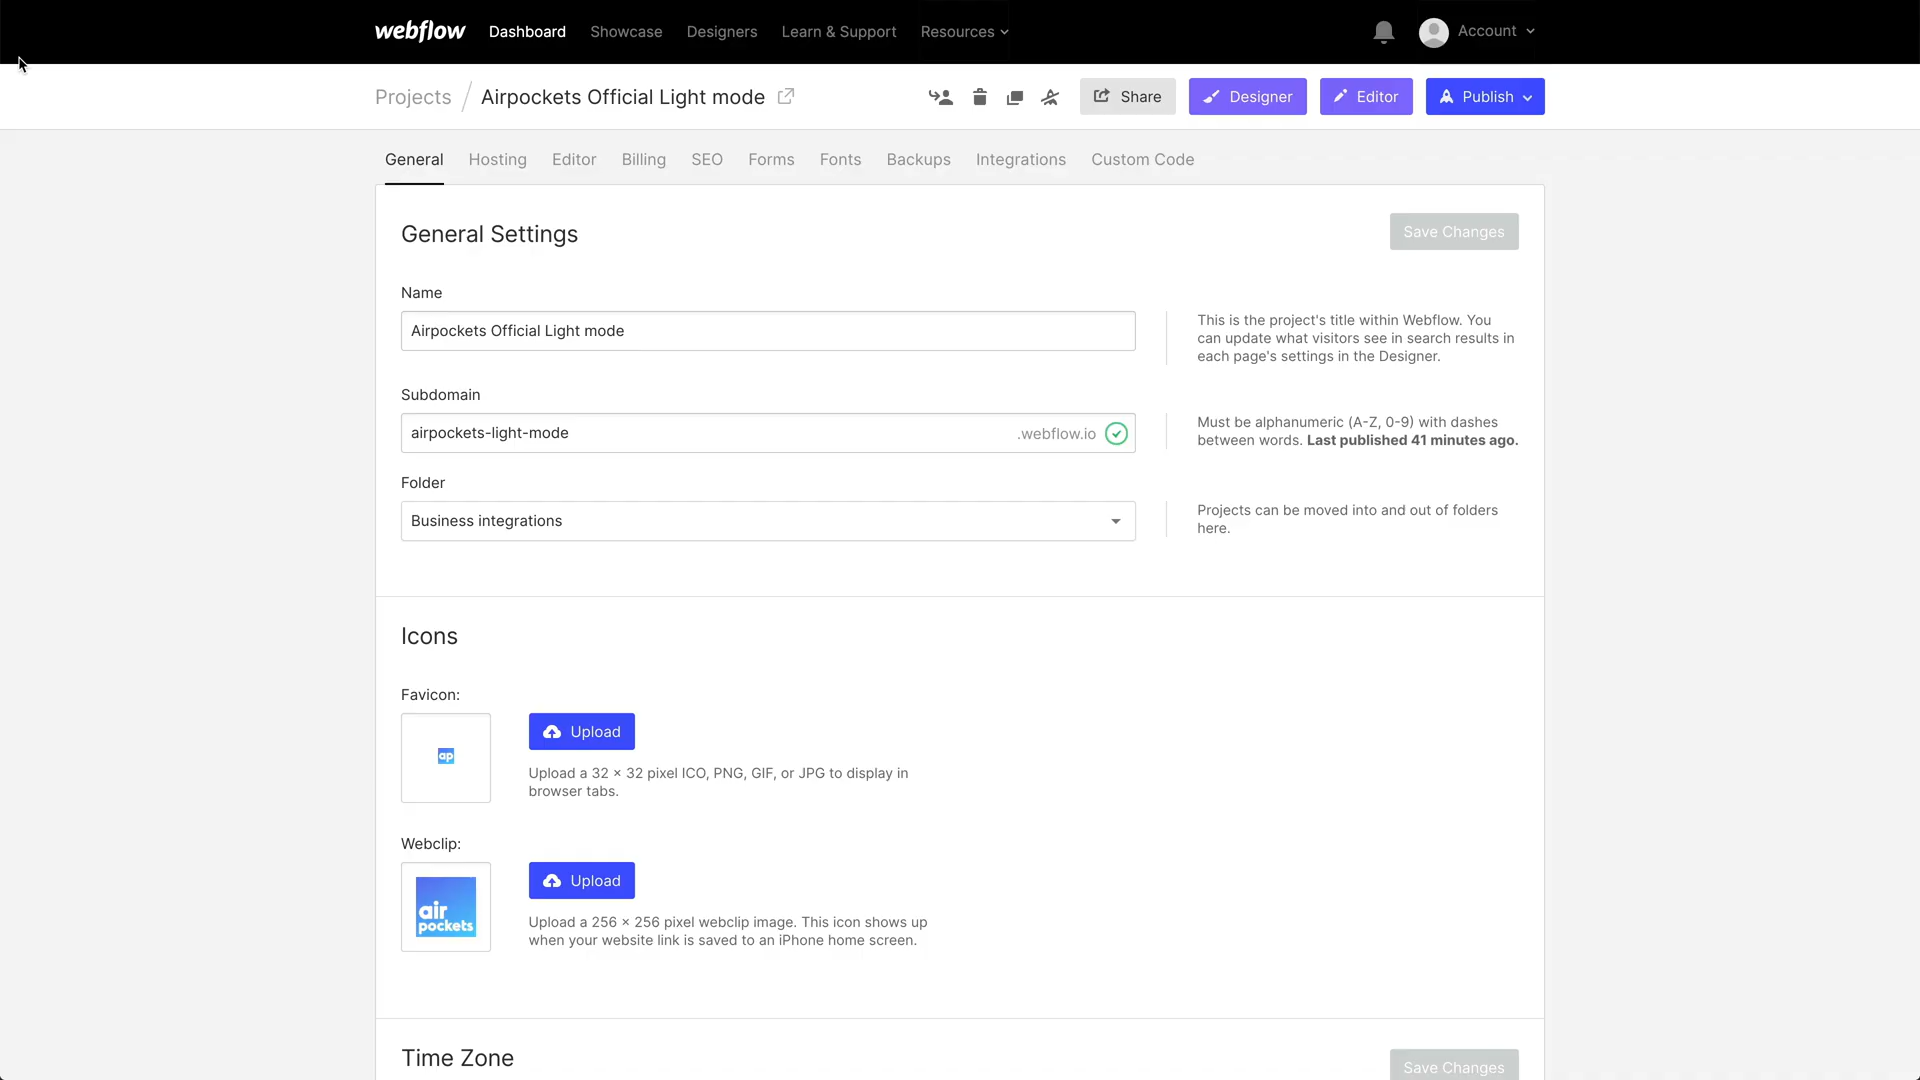 webflow Dashboard Showcase Designers Learn & Support Resources Account
Projects / Airpockets Official Light mode Share Designer Editor Publish
General Hosting Editor Billing SEO Forms Fonts Backups Integrations Custom Code
General Settings Save Changes
Name
Airpockets Official Light mode
This is the project's title within Webflow. You
can update what visitors see in search results in
each page's settings in the Designer.
Subdomain
airpockets-light-mode .webflow.io
Must be alphanumeric (A-Z, 0-9) with dashes
between words. Last published 41 minutes ago.
Folder
Business integrations
Projects can be moved into and out of folders
here.
Icons
Favicon:
ap
Upload
Upload a 32 × 32 pixel ICO, PNG, GIF, or JPG to display in
browser tabs.
Webclip:
air
pockets
Upload
Upload a 256 × 256 pixel webclip image. This icon shows up
when your website link is saved to an iPhone home screen.
Time Zone Save Changes